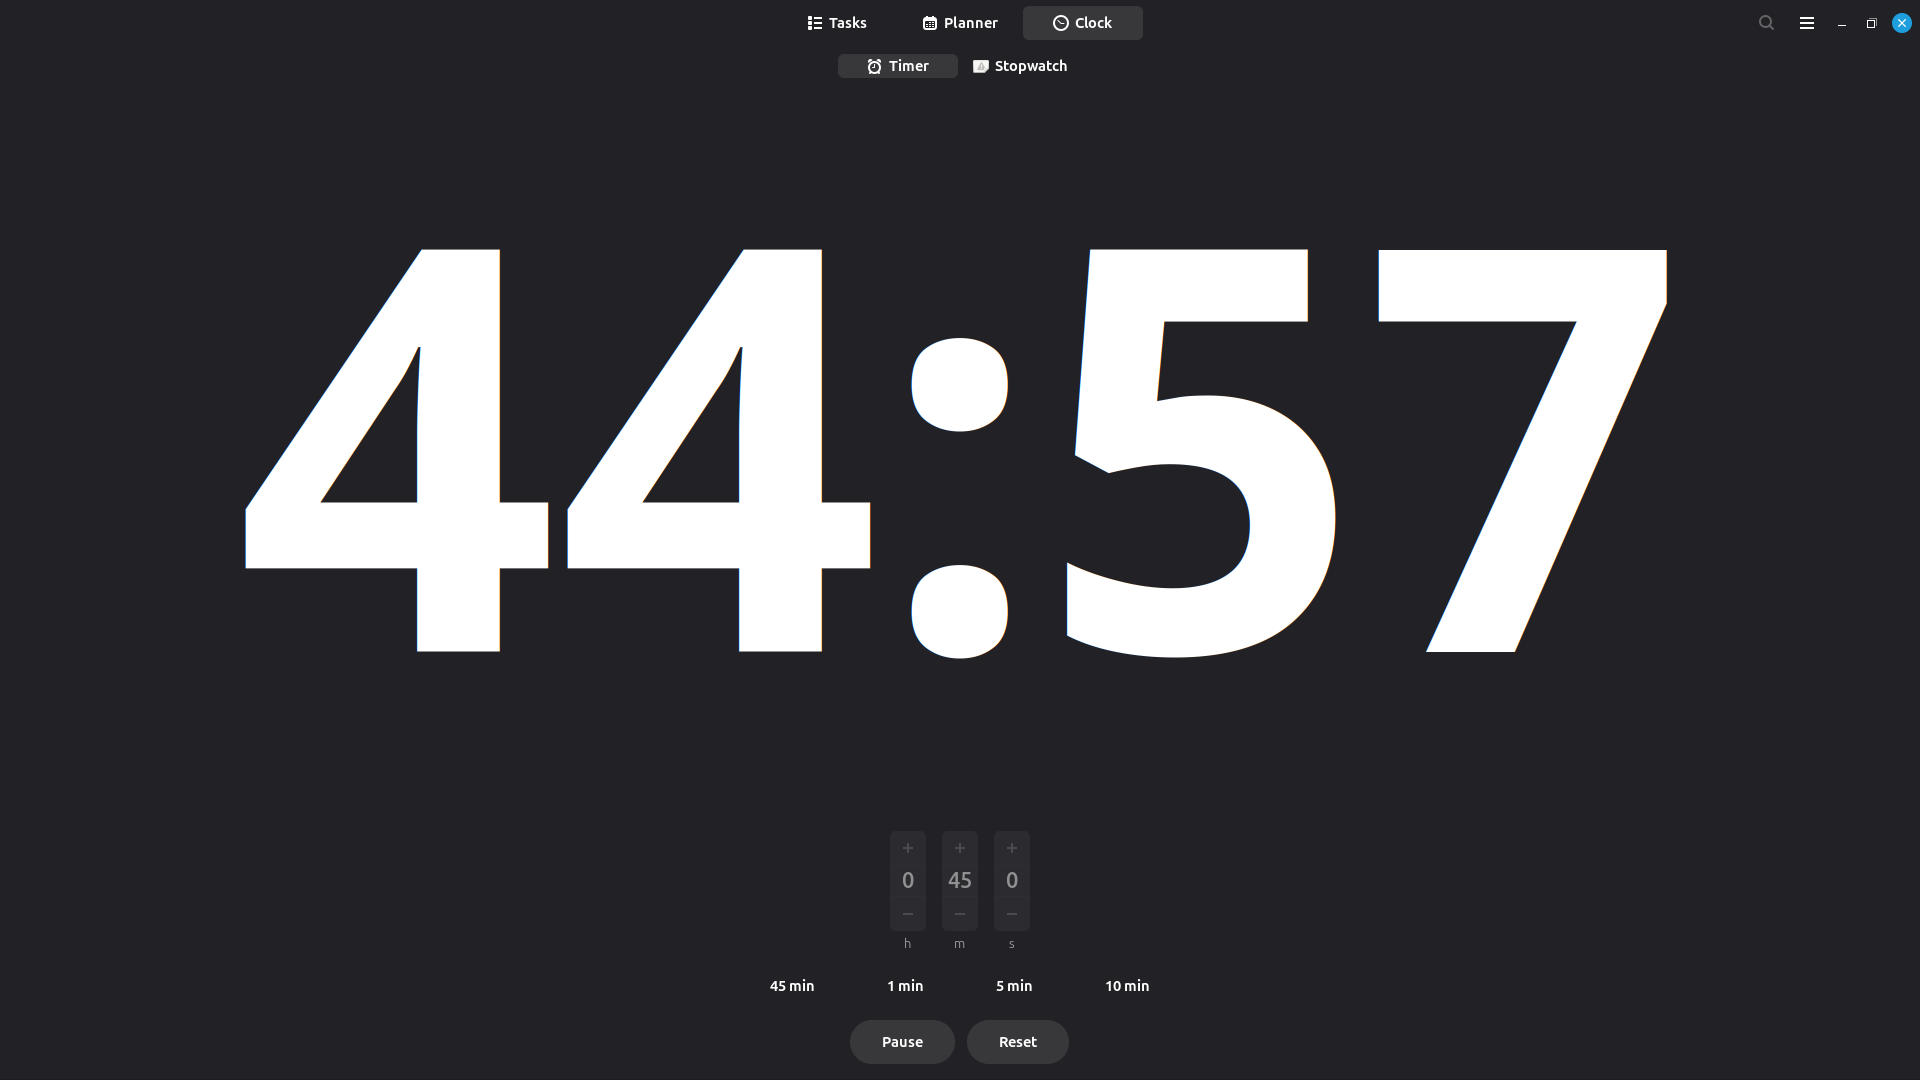 Tasks Planner Clock
Timer Stopwatch
44:57
+ + +
0 45 0
− − −
h m s
45 min 1 min 5 min 10 min
Pause Reset